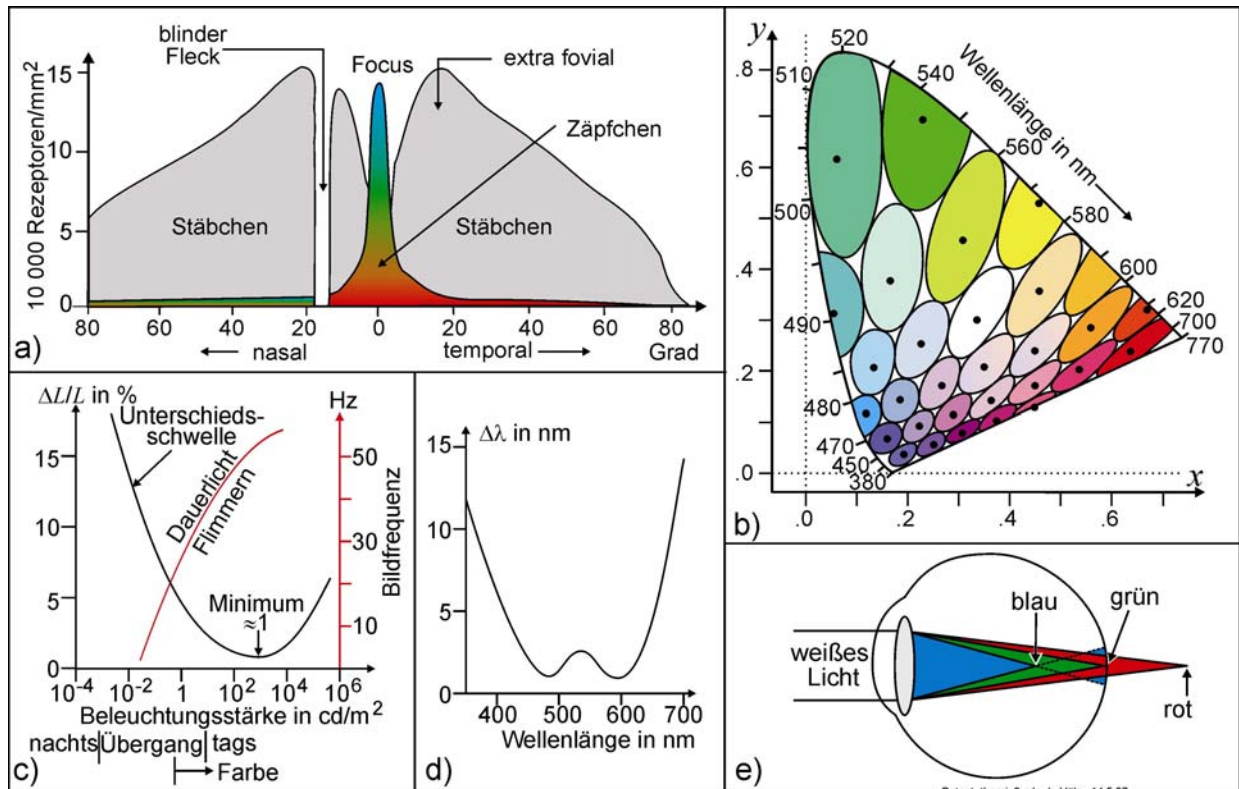 blinder
Fleck
Focus
extra fovial
Zäpfchen
Stäbchen
Stäbchen
10 000 Rezeptoren/mm²
15
10
5
0
80 60 40 20 0 20 40 60 80
nasal
temporal
Grad
a)
y
.8
.6
.4
.2
.0
520
510
540
Wellenlänge in nm
560
500
580
600
490
620
700
770
480
470
450
380
x
.0 .2 .4 .6
b)
ΔL/L in %
Unterschieds-
schwelle
Hz
15
10
5
0
50
30
10
Bildfrequenz
Dauerlicht
Flimmern
Minimum
≈1
10⁻⁴ 10⁻² 1 10² 10⁴ 10⁶
Beleuchtungsstärke in cd/m²
nachts Übergang tags
Farbe
c)
Δλ in nm
15
10
5
0
400 500 600 700
Wellenlänge in nm
d)
weißes
Licht
blau
grün
rot
e)